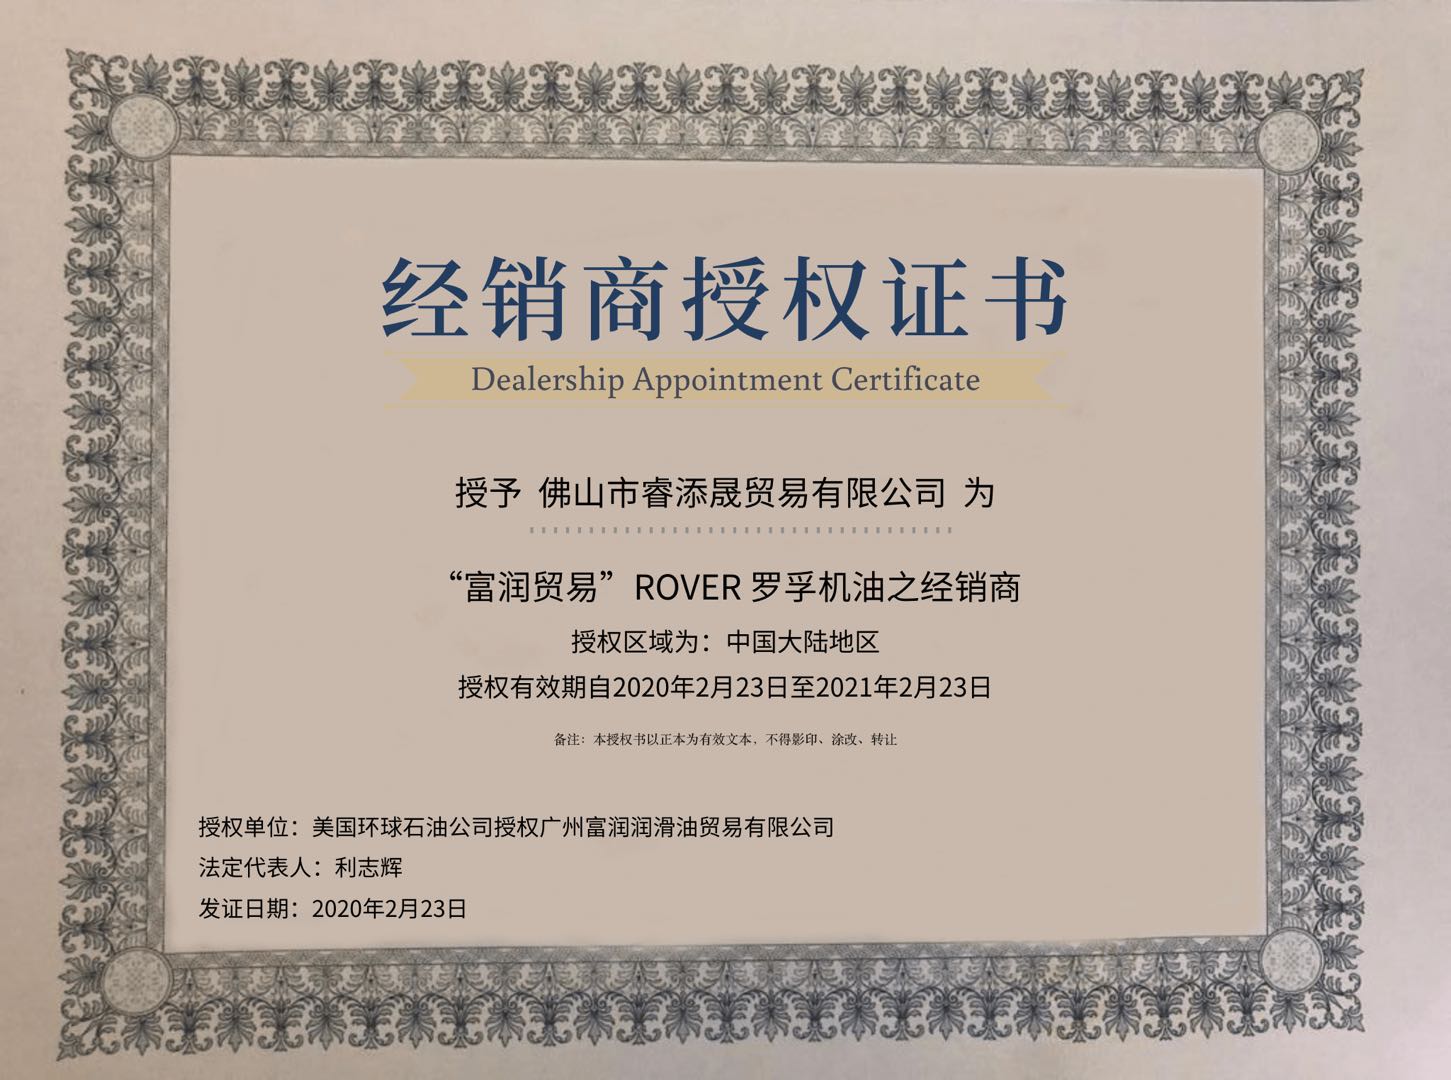 经销商授权证书
Dealership Appointment Certificate
授予 佛山市睿添晟贸易有限公司 为
“富润贸易”ROVER 罗孚机油之经销商
授权区域为：中国大陆地区
授权有效期自2020年2月23日至2021年2月23日
备注：本授权书以正本为有效文本，不得影印、涂改、转让
授权单位：美国环球石油公司授权广州富润润滑油贸易有限公司
法定代表人：利志辉
发证日期：2020年2月23日